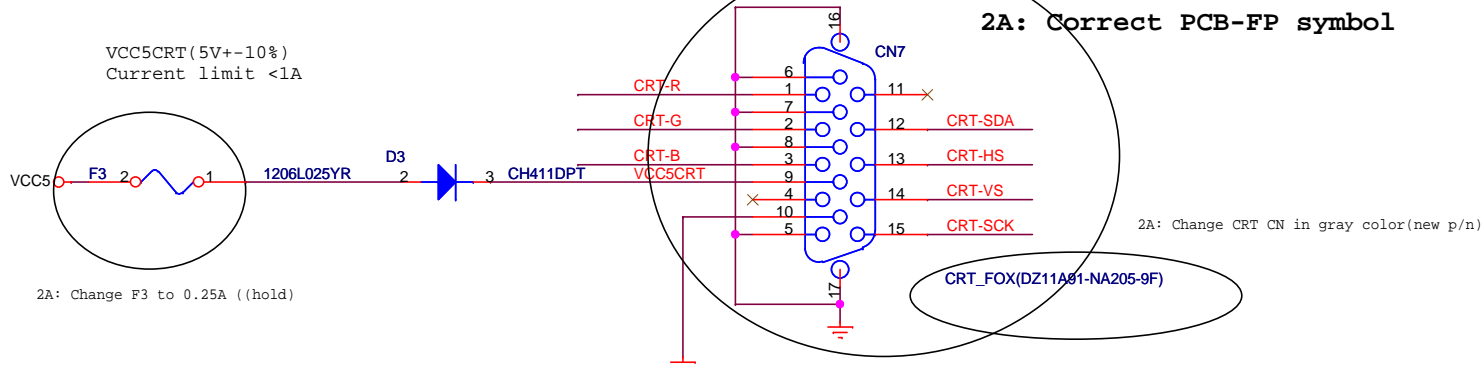 2A: Correct PCB-FP symbol
VCC5CRT(5V+-10%)
Current limit <1A
16
CN7
6
CRT-R
1
11
7
CRT-G
2
12
CRT-SDA
8
CRT-B
3
13
CRT-HS
VCC5
F3
2
1
1206L025YR
D3
2
3
CH411DPT
VCC5CRT
9
4
14
CRT-VS
10
5
15
CRT-SCK
2A: Change CRT CN in gray color(new p/n)
17
CRT_FOX(DZ11A91-NA205-9F)
2A: Change F3 to 0.25A ((hold)